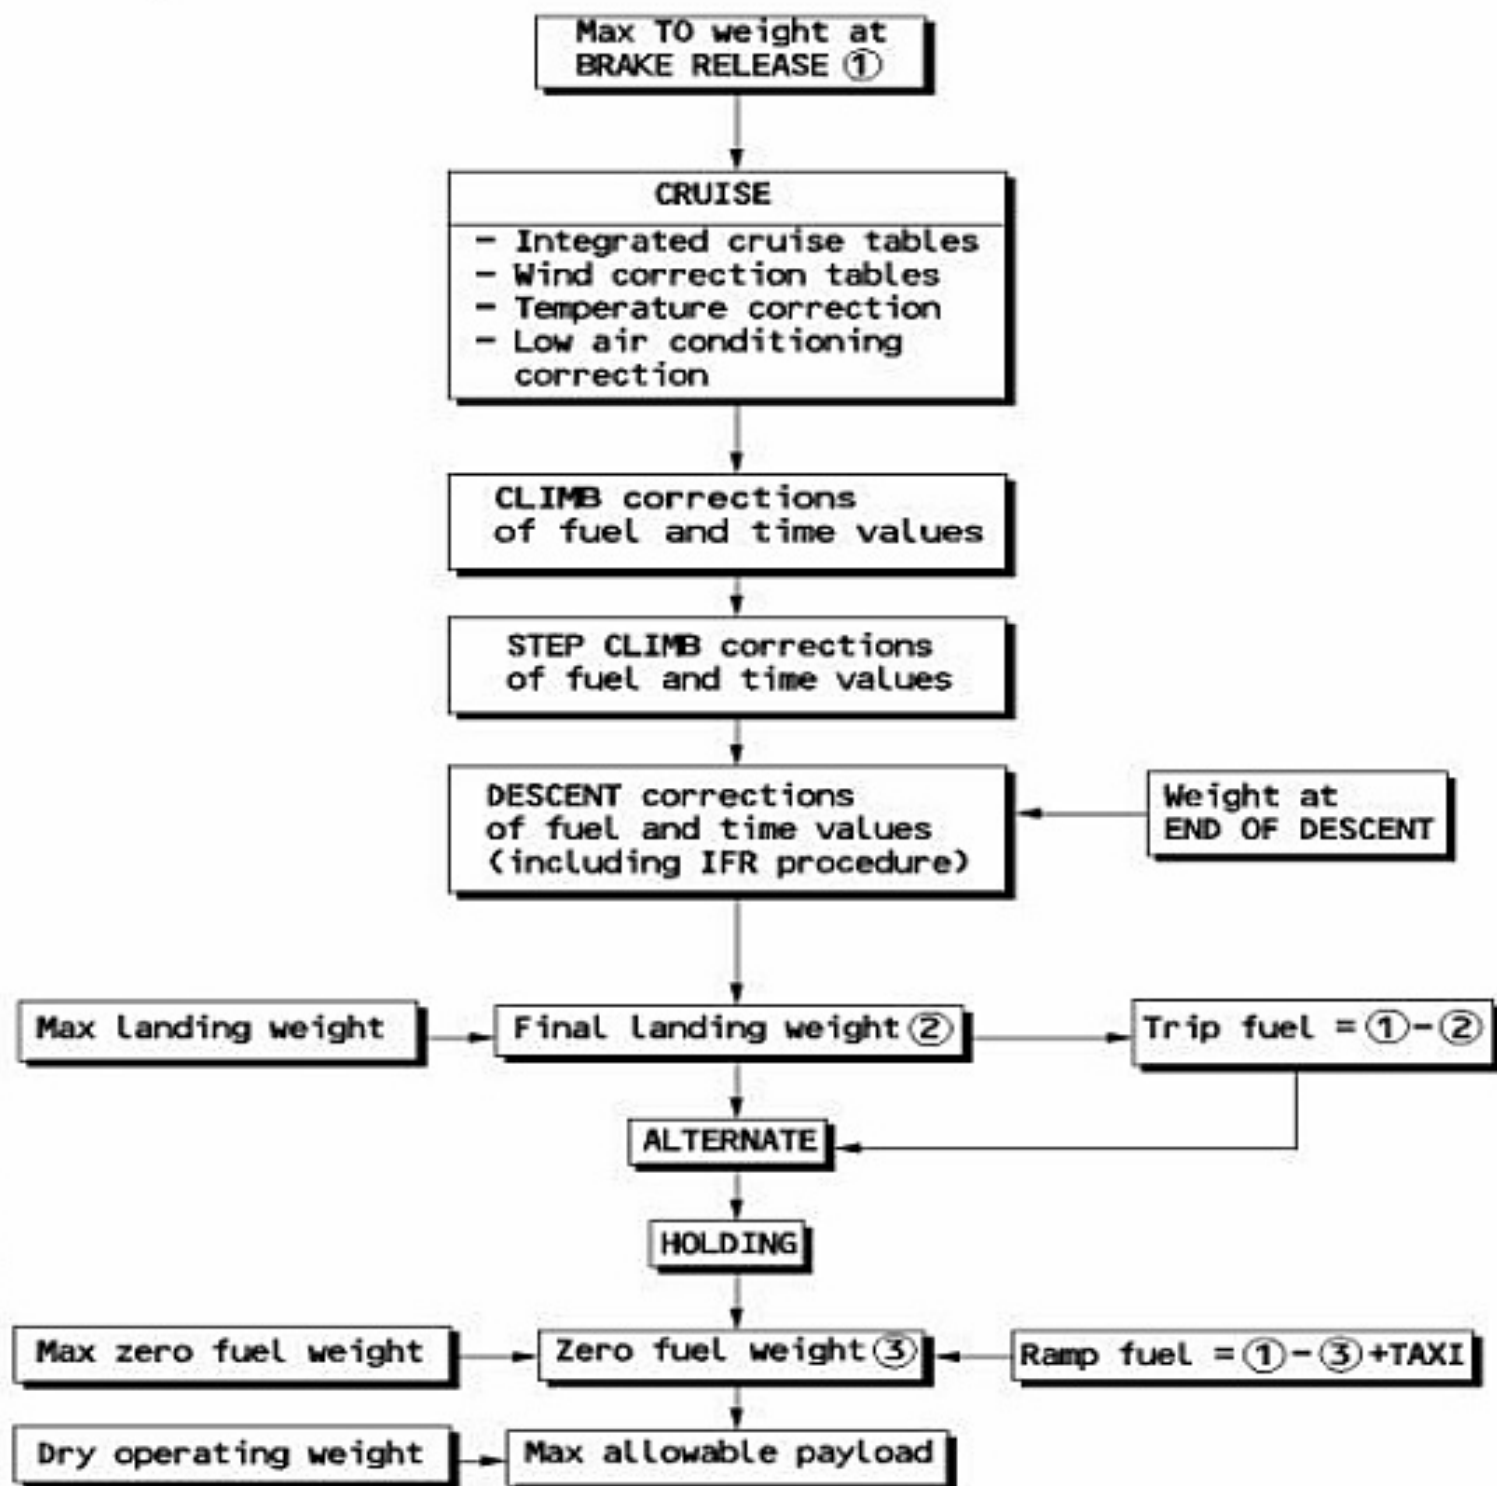 Max TO weight at
BRAKE RELEASE ①
CRUISE
- Integrated cruise tables
- Wind correction tables
- Temperature correction
- Low air conditioning
correction
CLIMB corrections
of fuel and time values
STEP CLIMB corrections
of fuel and time values
DESCENT corrections
of fuel and time values
(including IFR procedure)
Weight at
END OF DESCENT
Max landing weight
Final landing weight ②
Trip fuel = ①-②
ALTERNATE
HOLDING
Max zero fuel weight
Zero fuel weight ③
Ramp fuel = ①-③+TAXI
Dry operating weight
Max allowable payload